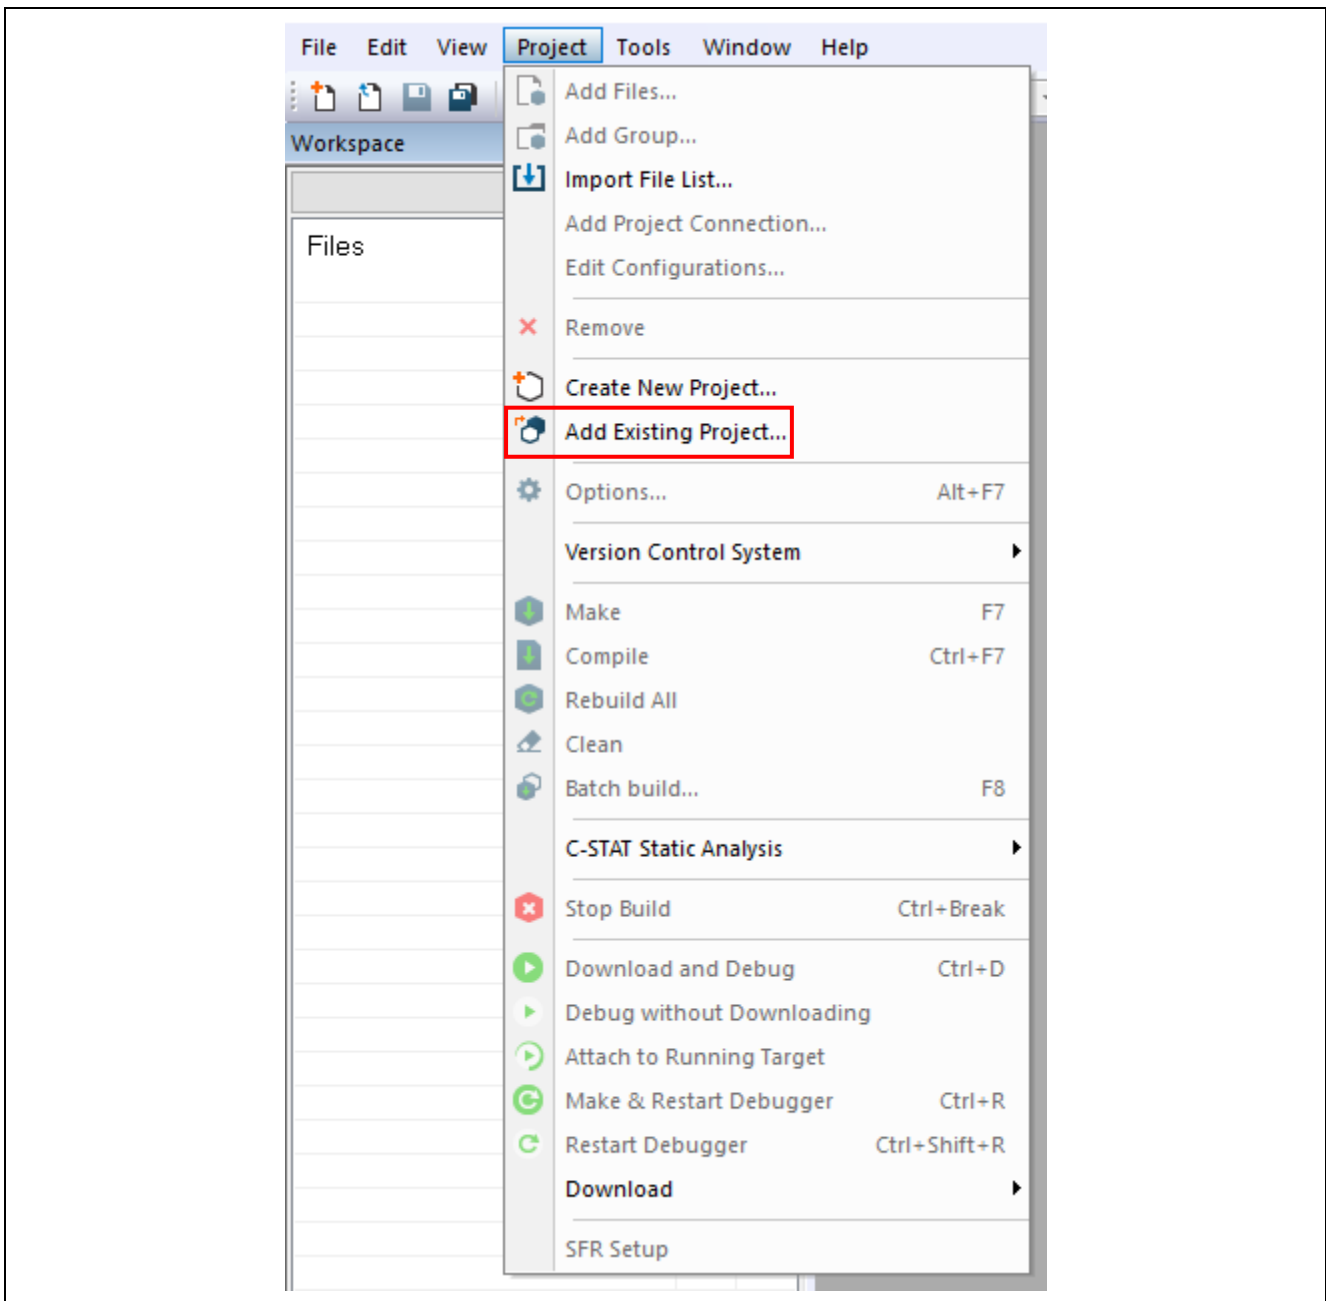 File Edit View Project Tools Window Help
Add Files...
Add Group...
Workspace
Import File List...
Add Project Connection...
Files
Edit Configurations...
Remove
Create New Project...
Add Existing Project...
Options... Alt+F7
Version Control System
Make F7
Compile Ctrl+F7
Rebuild All
Clean
Batch build... F8
C-STAT Static Analysis
Stop Build Ctrl+Break
Download and Debug Ctrl+D
Debug without Downloading
Attach to Running Target
Make & Restart Debugger Ctrl+R
Restart Debugger Ctrl+Shift+R
Download
SFR Setup